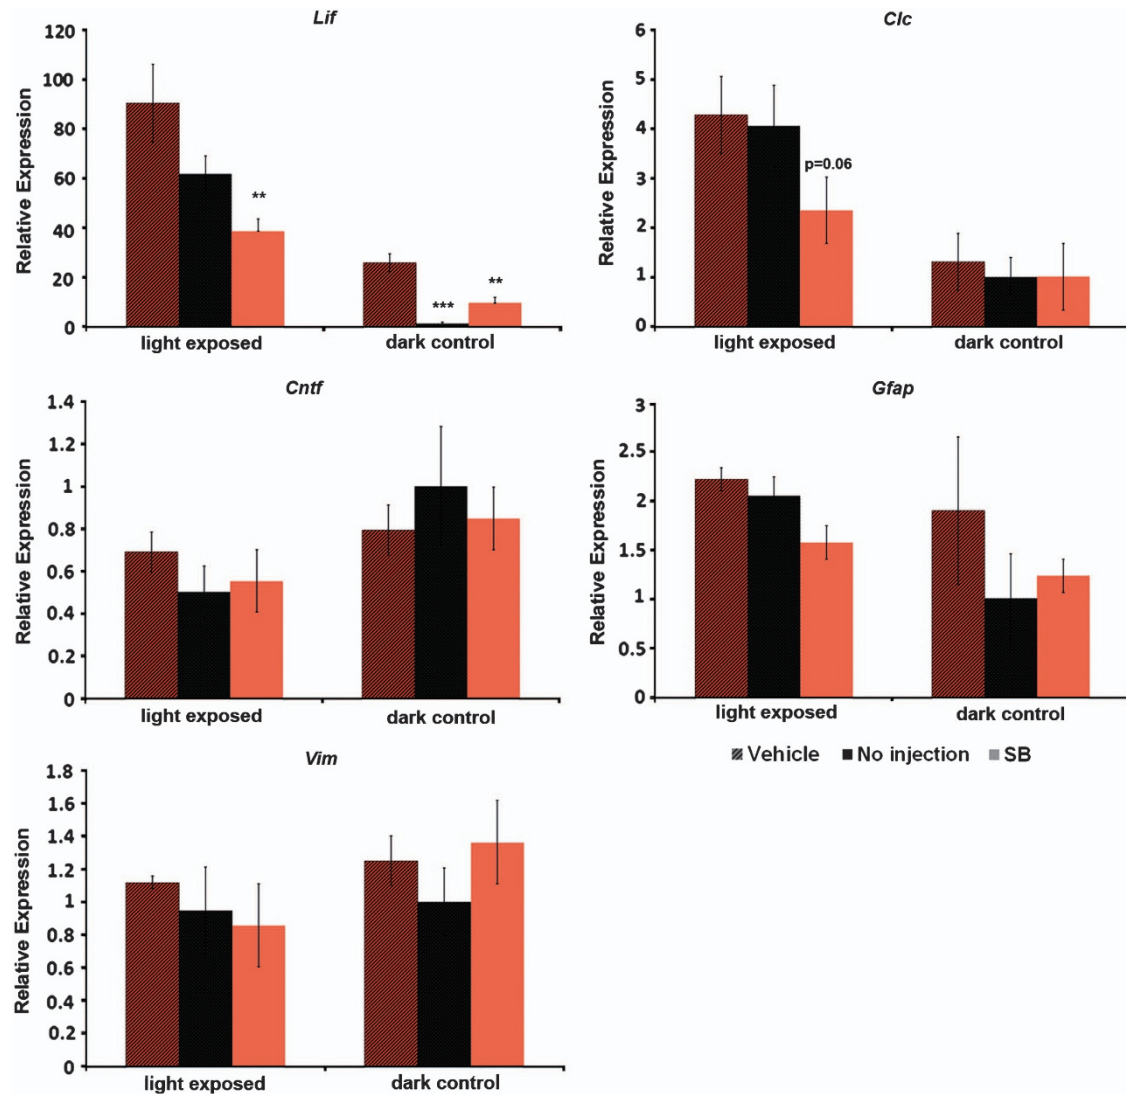 Lif
Relative Expression
120
100
80
60
40
20
0
**
***
**
light exposed
dark control
Clc
Relative Expression
6
5
4
3
2
1
0
p=0.06
light exposed
dark control
Cntf
Relative Expression
1.4
1.2
1
0.8
0.6
0.4
0.2
0
light exposed
dark control
Gfap
Relative Expression
3
2.5
2
1.5
1
0.5
0
light exposed
dark control
Vehicle No injection SB
Vim
Relative Expression
1.8
1.6
1.4
1.2
1
0.8
0.6
0.4
0.2
0
light exposed
dark control